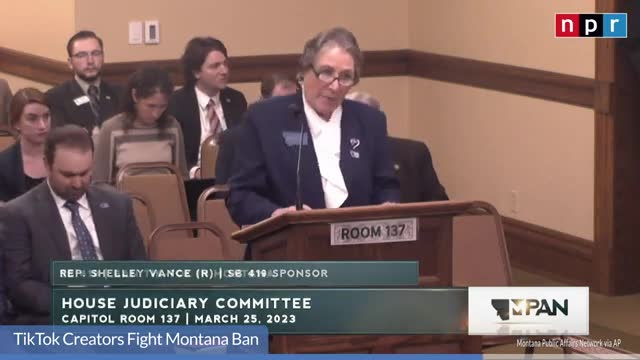 npr
ROOM 137
REP. SHELLEY VANCE (R) | SB 419 SPONSOR
HOUSE JUDICIARY COMMITTEE
CAPITOL ROOM 137 | MARCH 25, 2023
MPAN
TikTok Creators Fight Montana Ban
Montana Public Affairs Network via AP